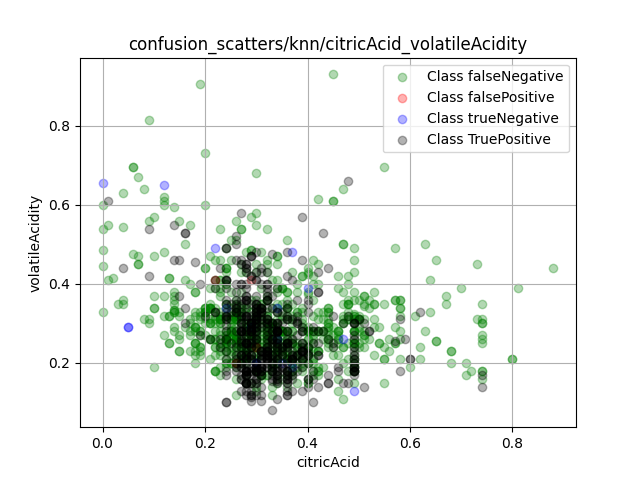 confusion_scatters/knn/citricAcid_volatileAcidity
Class falseNegative
Class falsePositive
Class trueNegative
Class TruePositive
0.8
0.6
0.4
0.2
volatileAcidity
0.0 0.2 0.4 0.6 0.8
citricAcid